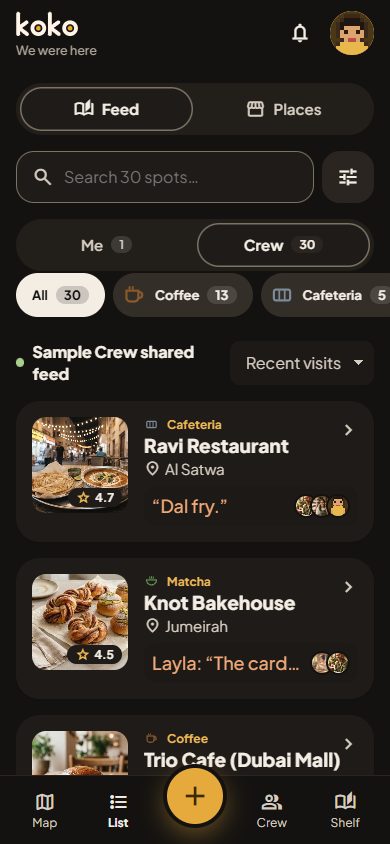 koko
We were here
Feed
Places
Search 30 spots...
Me 1
Crew 30
All 30
Coffee 13
Cafeteria 5
Sample Crew shared
feed
Recent visits
Cafeteria
Ravi Restaurant
Al Satwa
4.7
“Dal fry.”
Matcha
Knot Bakehouse
Jumeirah
4.5
Layla: “The card...
Coffee
Trio Cafe (Dubai Mall)
Map
List
+
Crew
Shelf